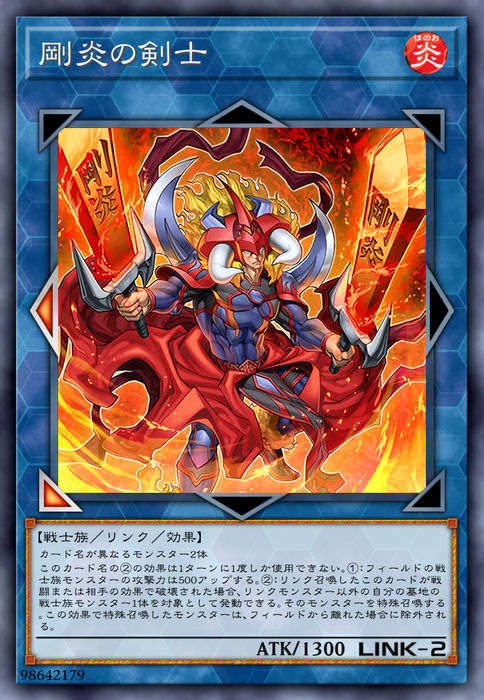 剛炎の剣士
ほのお
炎
剛炎
剛炎
【戦士族／リンク／効果】
カード名が異なるモンスター2体
このカード名の②の効果は1ターンに1度しか使用できない。①：フィールドの戦
士族モンスターの攻撃力は500アップする。②：リンク召喚したこのカードが戦
闘または相手の効果で破壊された場合、リンクモンスター以外の自分の墓地の
戦士族モンスター1体を対象として発動できる。そのモンスターを特殊召喚する
。この効果で特殊召喚したモンスターは、フィールドから離れた場合に除外され
る。
ATK/1300 LINK-2
98642179